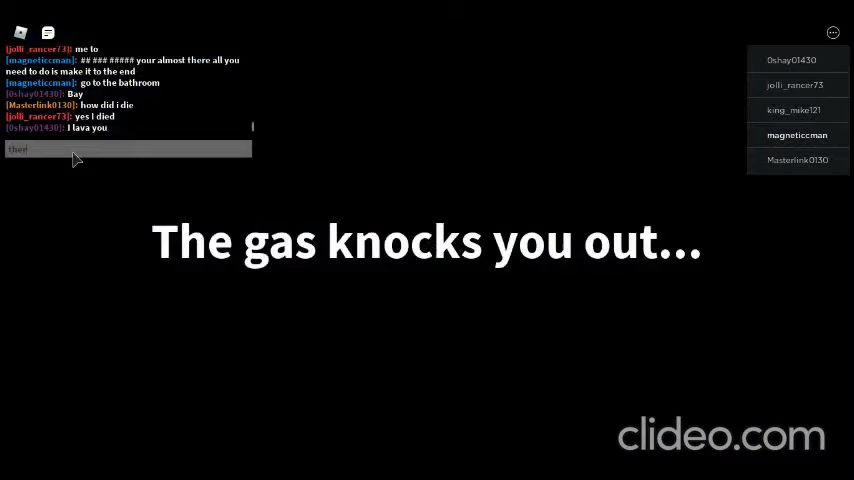 [jolli_rancer73]: me to
[magneticcman]: ## ### ##### your almost there all you
need to do is make it to the end
[magneticcman]: go to the bathroom
[0shay01430]: Bay
[Masterlink0130]: how did i die
[jolli_rancer73]: yes I died
[0shay01430]: I lava you
then
0shay01430
jolli_rancer73
king_mike121
magneticcman
Masterlink0130
The gas knocks you out...
clideo.com